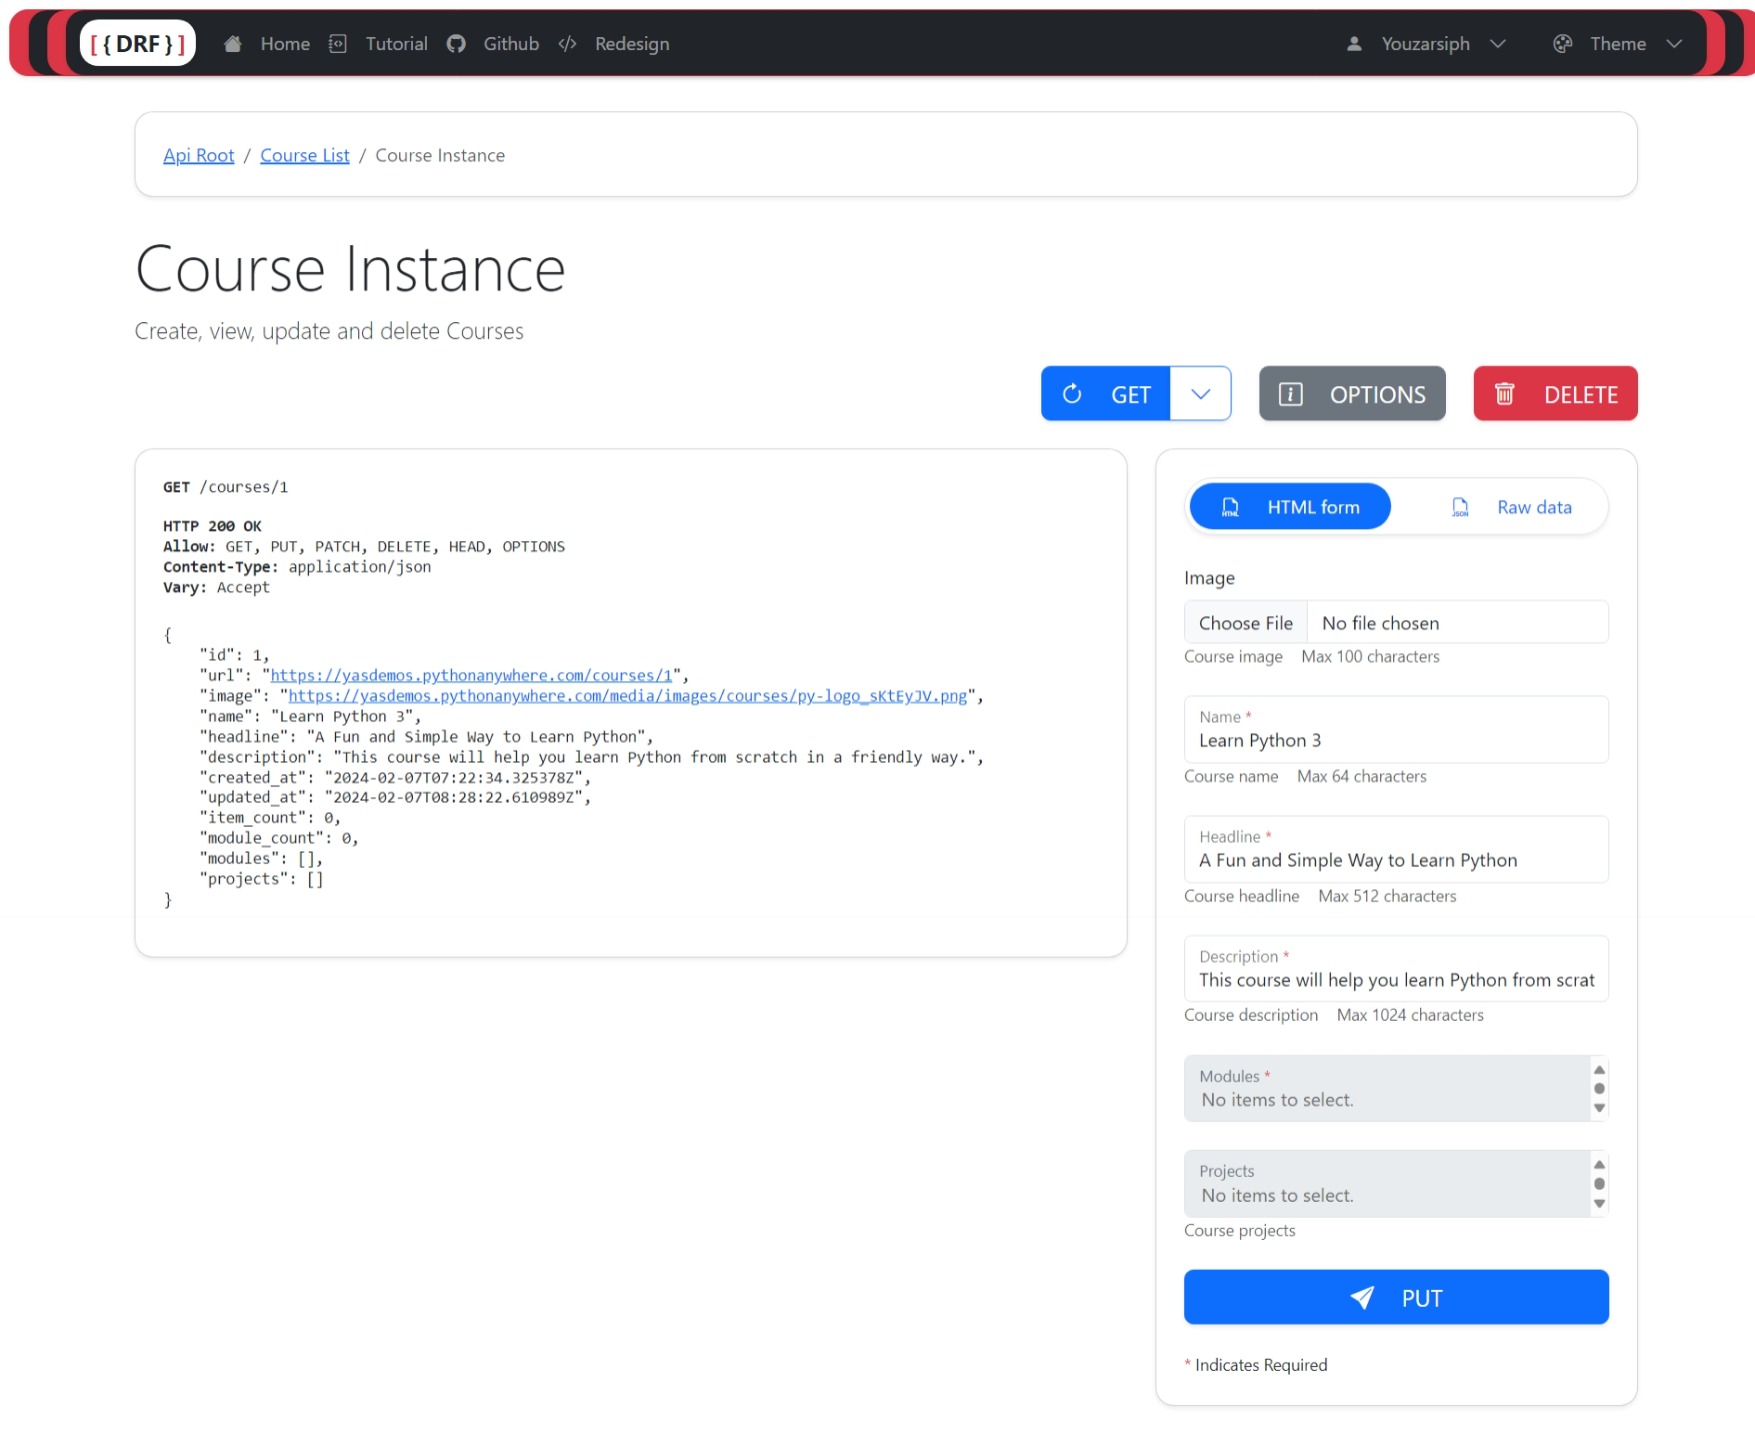 [ { DRF } ] Home Tutorial Github Redesign Youzarsiph Theme
Api Root / Course List / Course Instance
Course Instance
Create, view, update and delete Courses
GET OPTIONS DELETE
GET /courses/1
HTTP 200 OK
Allow: GET, PUT, PATCH, DELETE, HEAD, OPTIONS
Content-Type: application/json
Vary: Accept
{
    "id": 1,
    "url": "https://yasdemos.pythonanywhere.com/courses/1",
    "image": "https://yasdemos.pythonanywhere.com/media/images/courses/py-logo_sKtEyJV.png",
    "name": "Learn Python 3",
    "headline": "A Fun and Simple Way to Learn Python",
    "description": "This course will help you learn Python from scratch in a friendly way.",
    "created_at": "2024-02-07T07:22:34.325378Z",
    "updated_at": "2024-02-07T08:28:22.610989Z",
    "item_count": 0,
    "module_count": 0,
    "modules": [],
    "projects": []
}
HTML HTML form JSON Raw data
Image
Choose File No file chosen
Course image Max 100 characters
Name *
Learn Python 3
Course name Max 64 characters
Headline *
A Fun and Simple Way to Learn Python
Course headline Max 512 characters
Description *
This course will help you learn Python from scrat
Course description Max 1024 characters
Modules *
No items to select.
Projects
No items to select.
Course projects
PUT
* Indicates Required